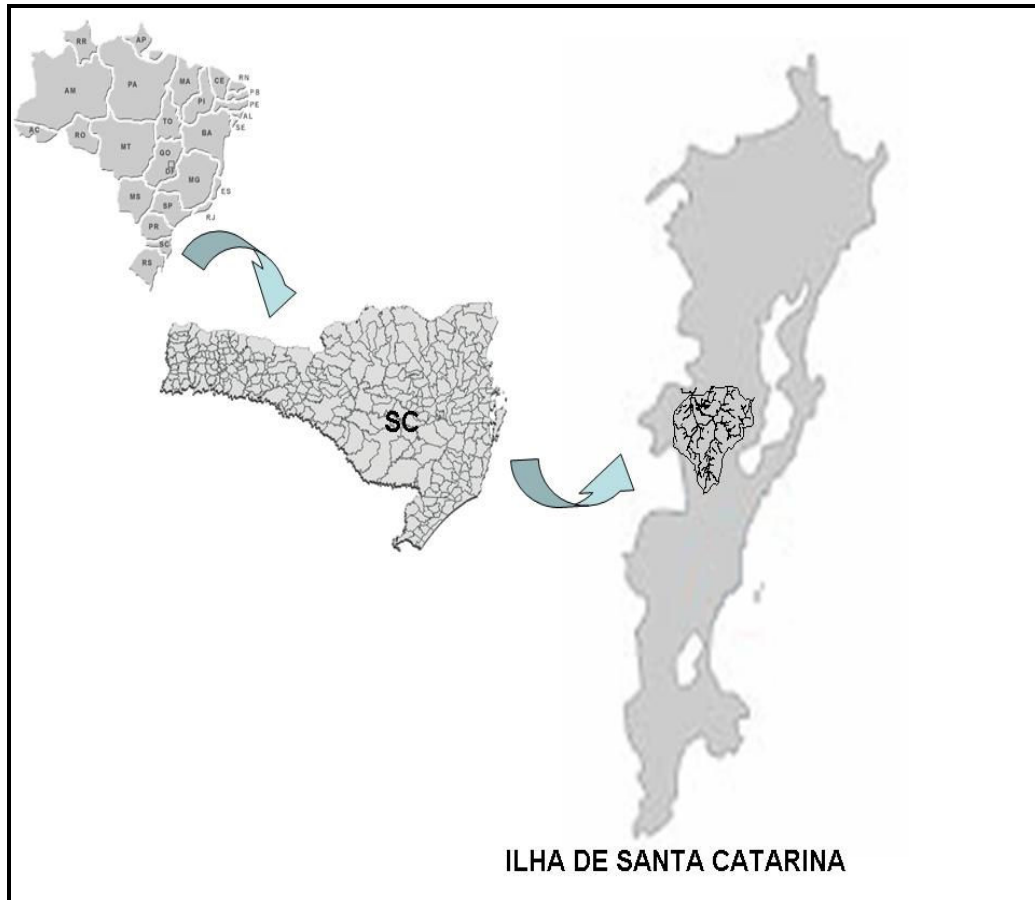 RR
AP
AM
PA
MA
CE
RN
PB
PE
AL
SE
PI
TO
AC
RO
MT
BA
GO
DF
MG
ES
MS
SP
RJ
PR
SC
RS
SC
ILHA DE SANTA CATARINA